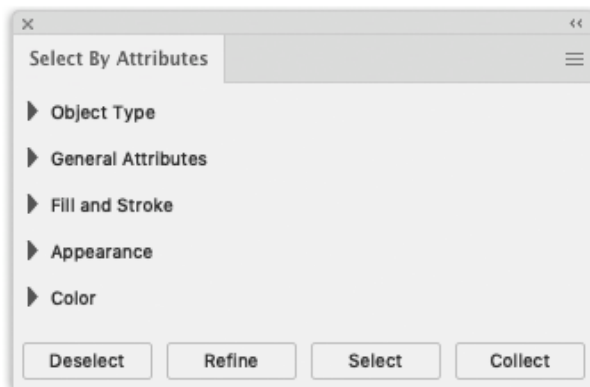 Select By Attributes
Object Type
General Attributes
Fill and Stroke
Appearance
Color
Deselect Refine Select Collect